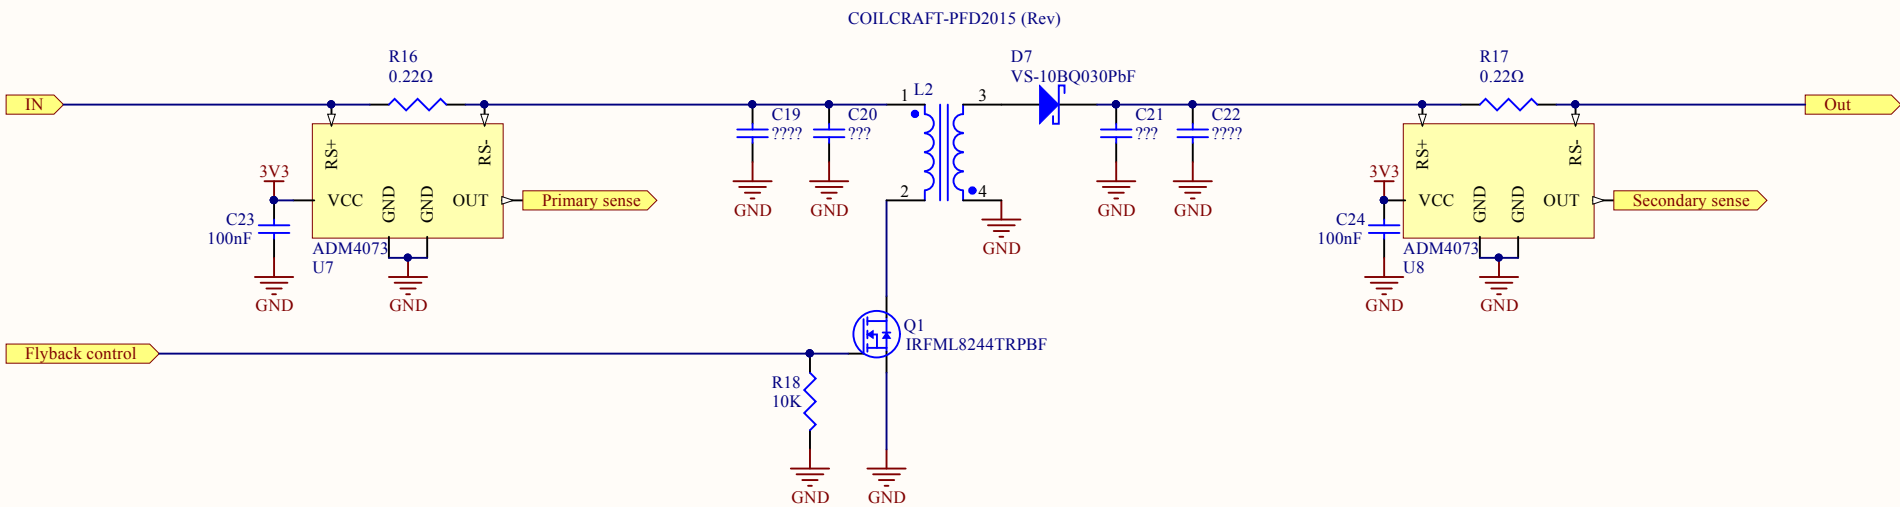 COILCRAFT-PFD2015 (Rev)
R16
0.22Ω
D7
VS-10BQ030PbF
R17
0.22Ω
IN
1
L2
3
Out
C19
????
C20
???
C21
???
C22
????
RS+
RS-
RS+
RS-
3V3
VCC
GND
GND
OUT
Primary sense
2
4
3V3
VCC
GND
GND
OUT
Secondary sense
GND
GND
GND
GND
GND
C23
100nF
ADM4073
U7
GND
GND
C24
100nF
ADM4073
U8
GND
GND
Q1
IRFML8244TRPBF
Flyback control
R18
10K
GND
GND